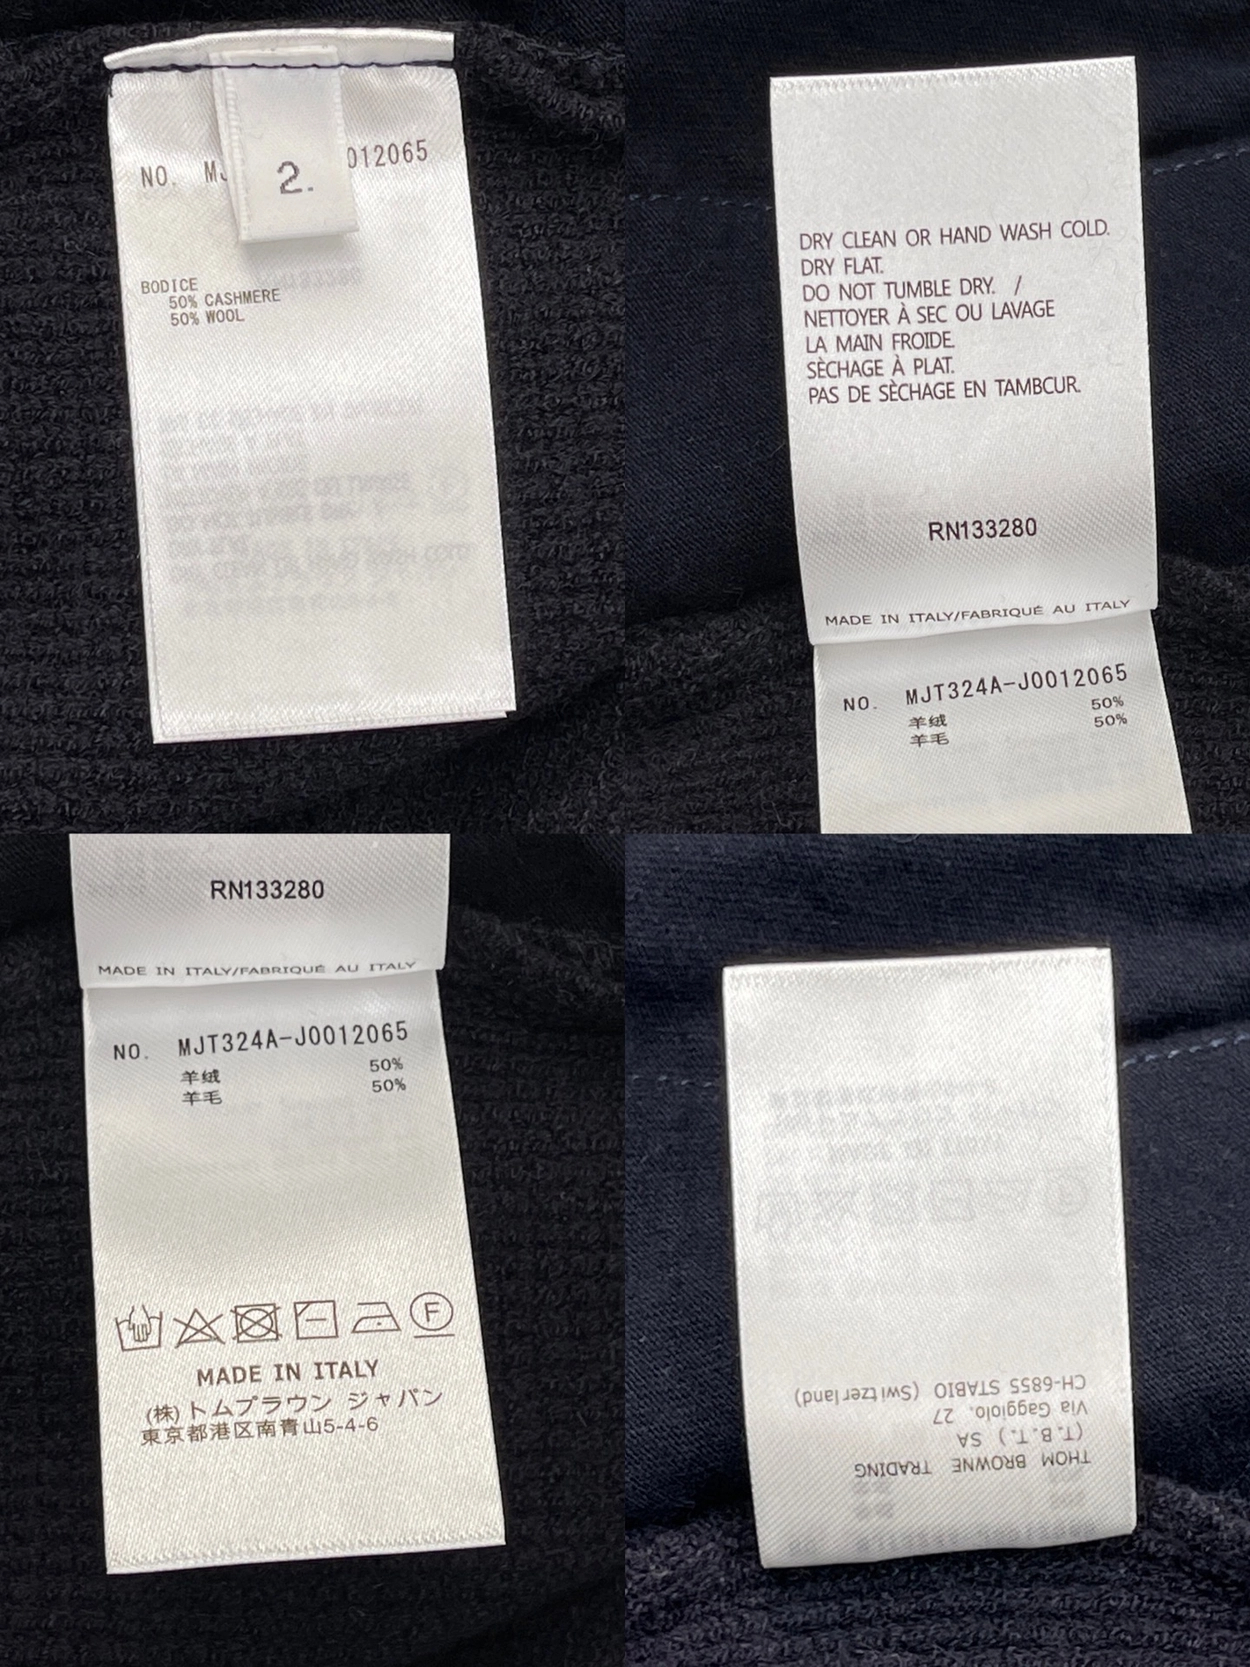 NO. MJ 012065
2.
BODICE
50% CASHMERE
50% WOOL
DRY CLEAN OR HAND WASH COLD.
DRY FLAT.
DO NOT TUMBLE DRY. /
NETTOYER À SEC OU LAVAGE
LA MAIN FROIDE.
SÈCHAGE À PLAT.
PAS DE SÈCHAGE EN TAMBCUR.
RN133280
MADE IN ITALY/FABRIQUÉ AU ITALY
NO. MJT324A-J0012065
羊绒 50%
羊毛 50%
RN133280
MADE IN ITALY/FABRIQUÉ AU ITALY
NO. MJT324A-J0012065
羊绒 50%
羊毛 50%
F
MADE IN ITALY
(株)トムブラウン ジャパン
東京都港区南青山5-4-6
THOM BROWNE TRADING
(T.B.T.) SA
Via Gaggiolo, 27
CH-6855 STABIO (Switzerland)